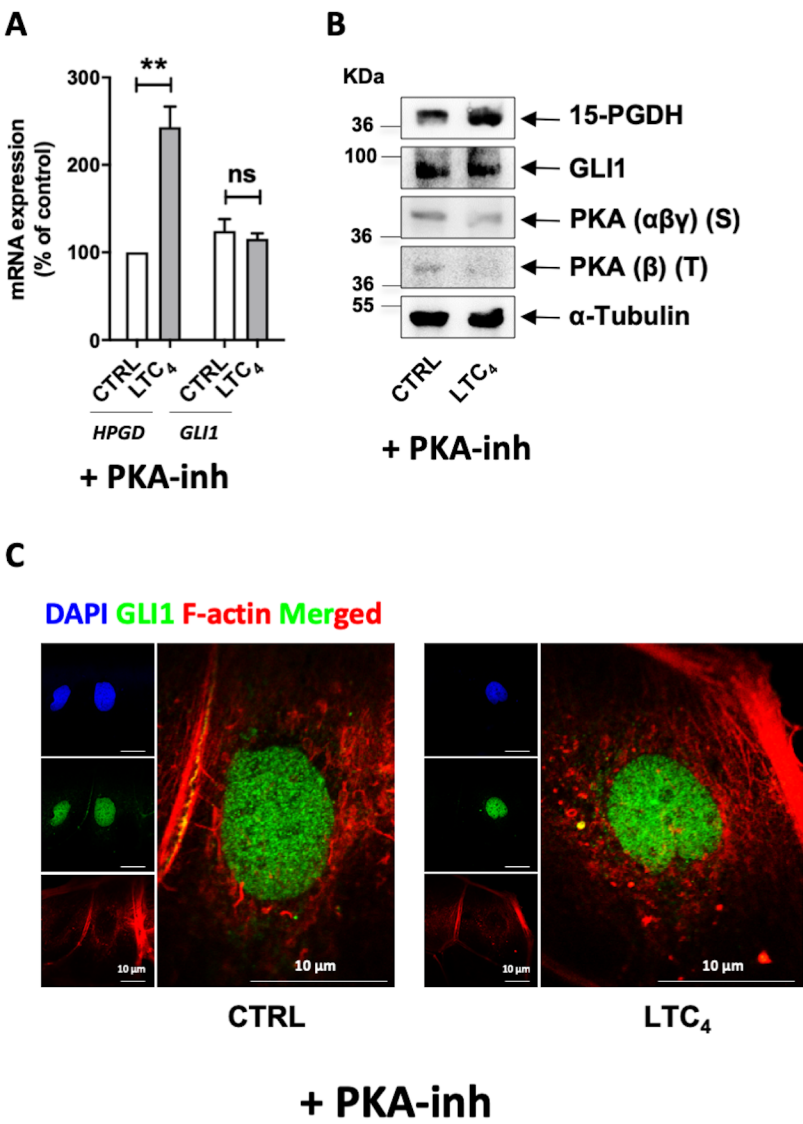 A
mRNA expression
(% of control)
300
200
100
0
**
ns
CTRL
LTC4
CTRL
LTC4
HPGD
GLI1
+ PKA-inh
B
KDa
36
100
36
36
55
15-PGDH
GLI1
PKA (αβγ) (S)
PKA (β) (T)
α-Tubulin
CTRL
LTC4
+ PKA-inh
C
DAPI GLI1 F-actin Merged
10 µm
10 µm
10 µm
10 µm
CTRL
LTC4
+ PKA-inh